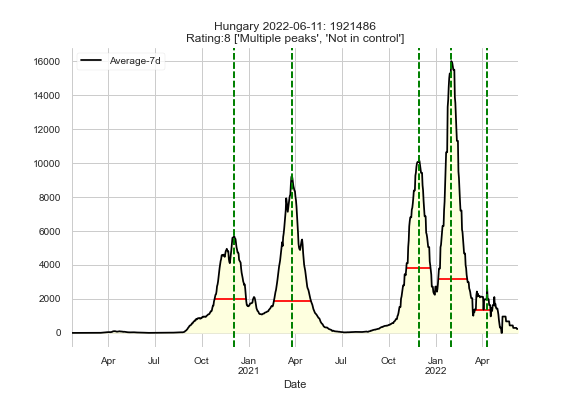 Hungary 2022-06-11: 1921486
Rating:8 ['Multiple peaks', 'Not in control']
Average-7d
16000
14000
12000
10000
8000
6000
4000
2000
0
Apr Jul Oct Jan Apr Jul Oct Jan Apr
2021 2022
Date